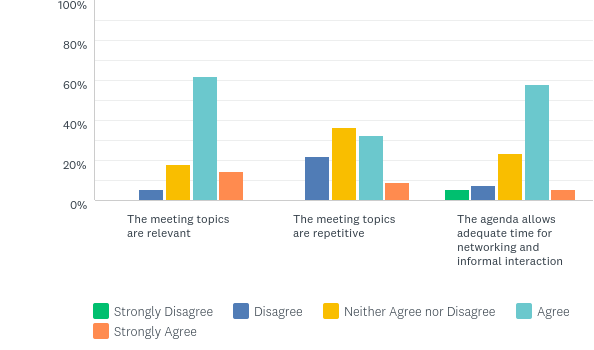 100%
80%
60%
40%
20%
0%
The meeting topics
are relevant
The meeting topics
are repetitive
The agenda allows
adequate time for
networking and
informal interaction
Strongly Disagree Disagree Neither Agree nor Disagree Agree
Strongly Agree